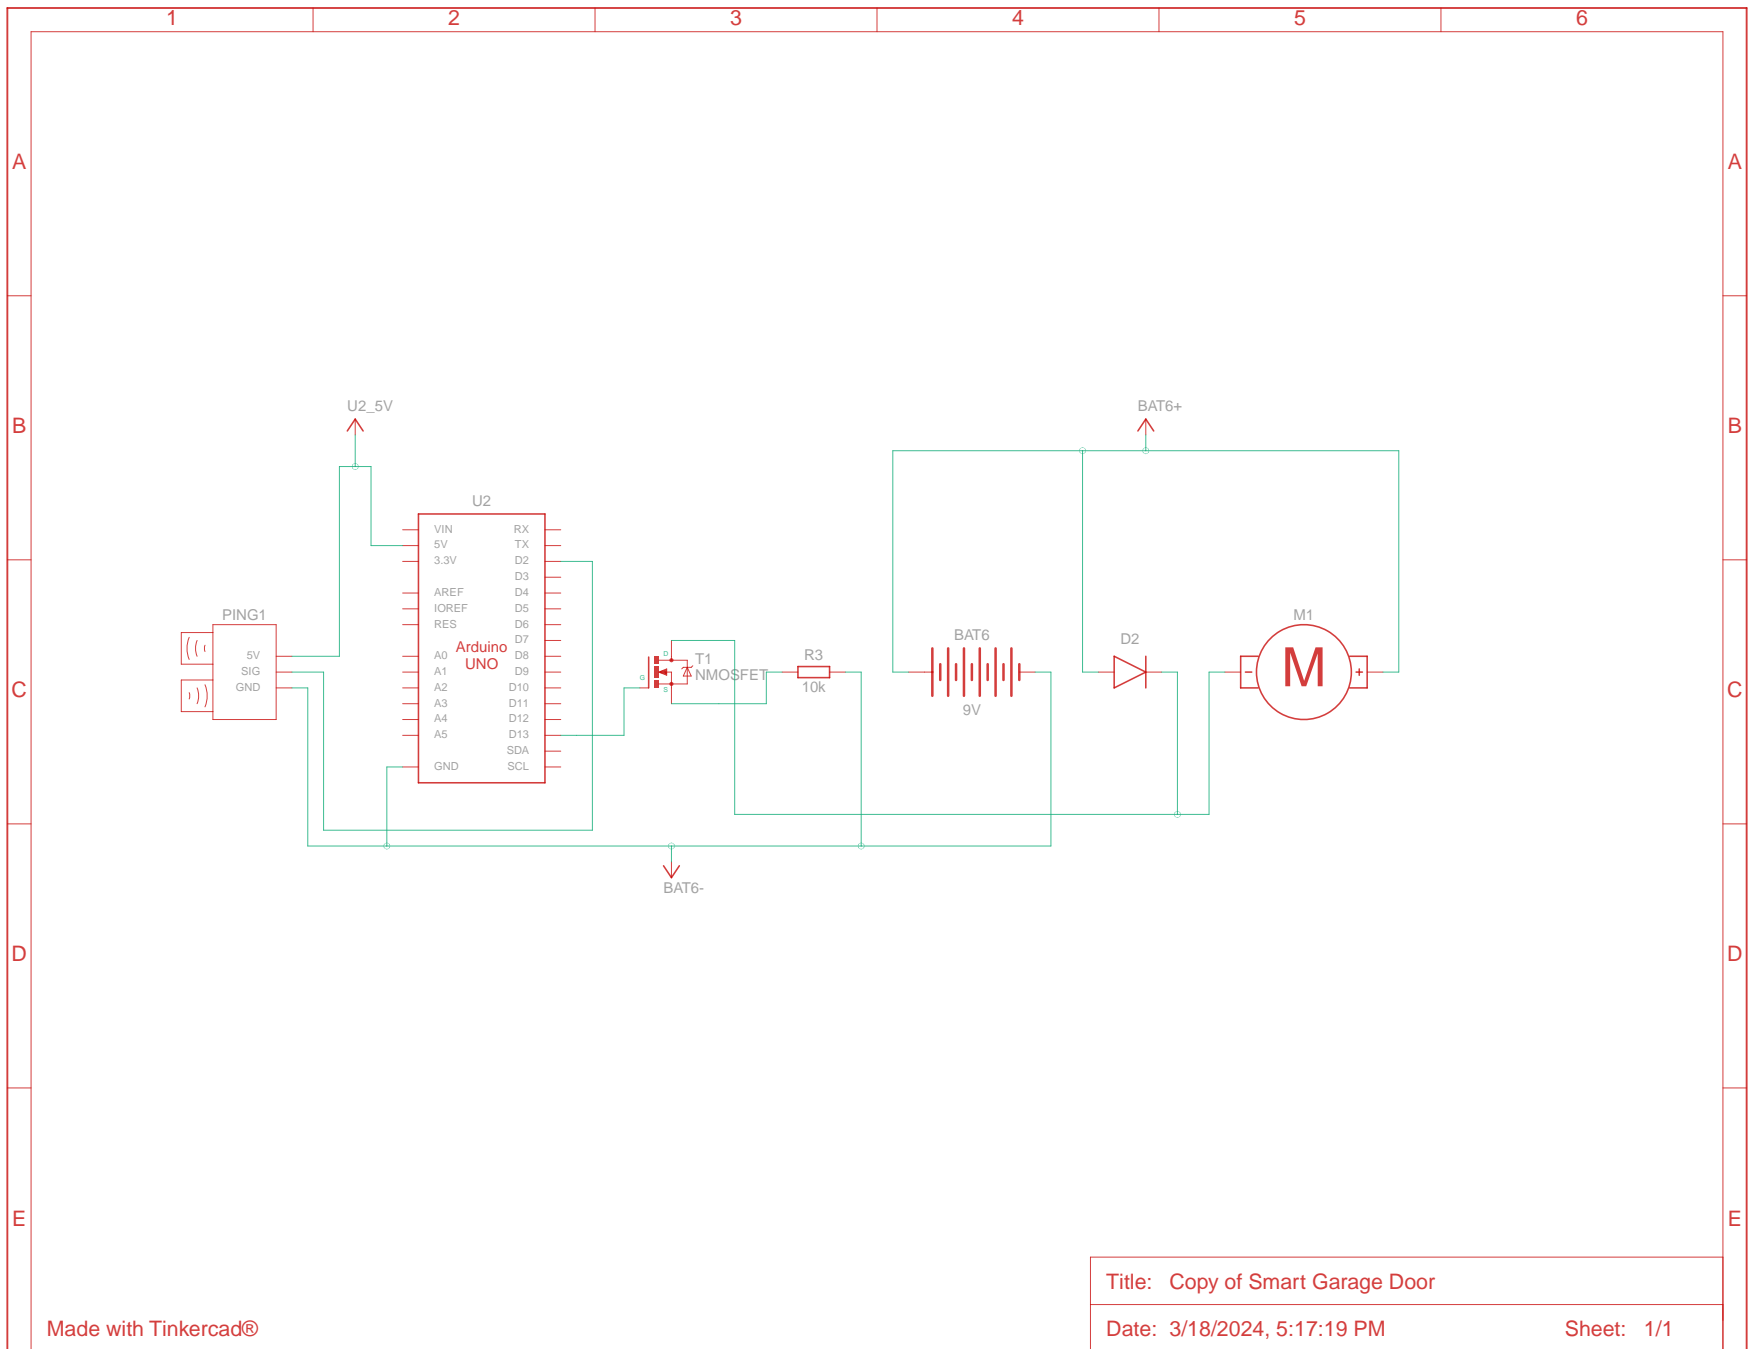 1 2 3 4 5 6
A A
U2_5V BAT6+
B B
U2
VIN RX
5V TX
3.3V D2
D3
AREF D4
IOREF D5
RES D6
D7
Arduino
UNO
A0 D8
A1 D9
A2 D10
A3 D11
A4 D12
A5 D13
SDA
GND SCL
PING1
5V
SIG
GND
D
G
S
T1
NMOSFET
R3
10k
BAT6
9V
D2
M1
- M +
C C
BAT6-
D D
E E
Title: Copy of Smart Garage Door
Made with Tinkercad®
Date: 3/18/2024, 5:17:19 PM Sheet: 1/1